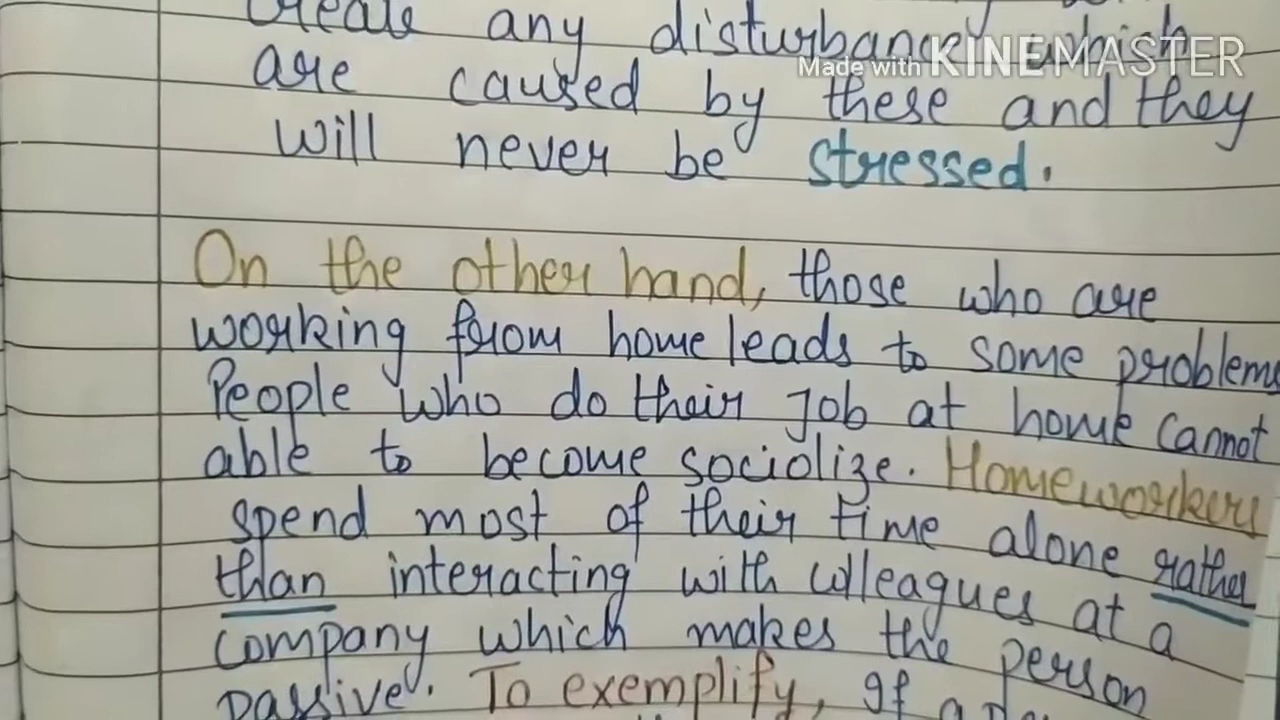 create any disturbance which
Made with KINEMASTER
are caused by these and they
will never be stressed.
On the other hand, those who are
working from home leads to some problems
People who do their Job at home cannot
able to become sociolize. Homeworkers
spend most of their time alone rather
than interacting with colleagues at a
company which makes the person
passive. To exemplify, If a